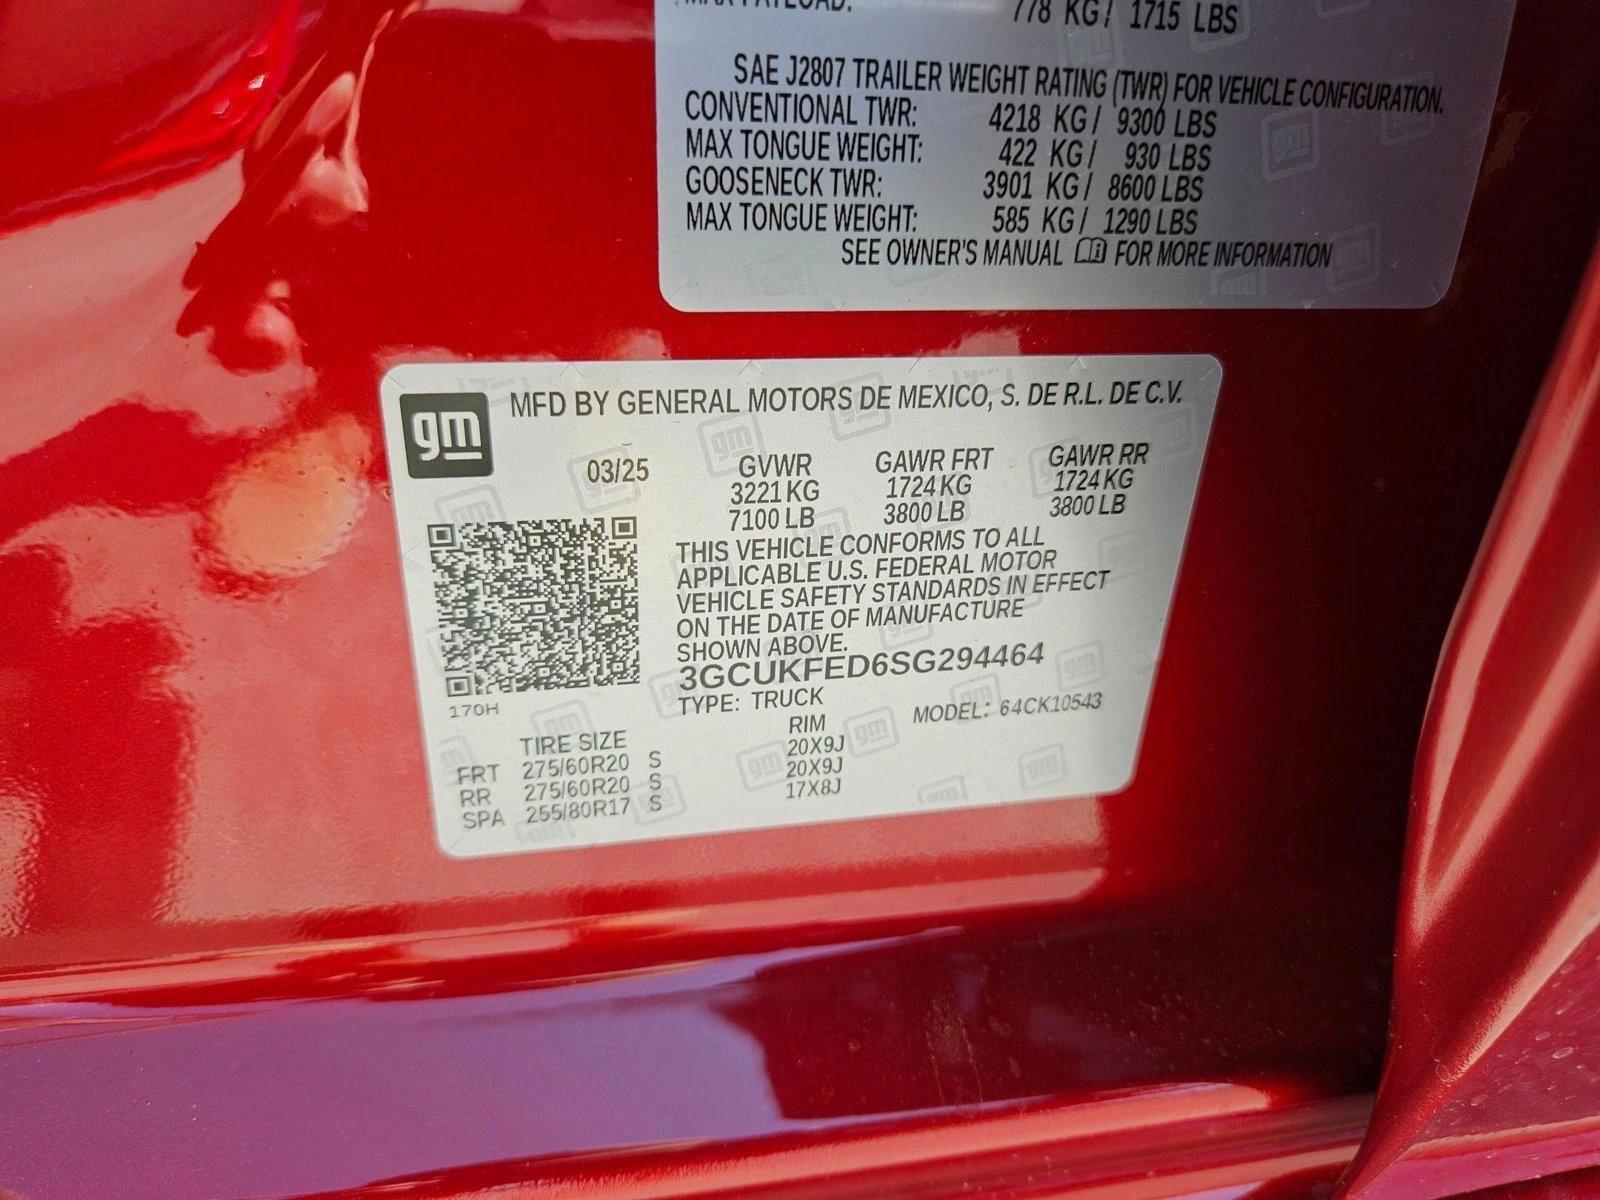 MAX PAYLOAD: 778 KG/ 1715 LBS
SAE J2807 TRAILER WEIGHT RATING (TWR) FOR VEHICLE CONFIGURATION.
CONVENTIONAL TWR: 4218 KG/ 9300 LBS
MAX TONGUE WEIGHT: 422 KG/ 930 LBS
GOOSENECK TWR: 3901 KG/ 8600 LBS
MAX TONGUE WEIGHT: 585 KG/ 1290 LBS
SEE OWNER'S MANUAL FOR MORE INFORMATION
gm
MFD BY GENERAL MOTORS DE MEXICO, S. DE R.L. DE C.V.
03/25 GVWR GAWR FRT GAWR RR
3221 KG 1724 KG 1724 KG
7100 LB 3800 LB 3800 LB
THIS VEHICLE CONFORMS TO ALL
APPLICABLE U.S. FEDERAL MOTOR
VEHICLE SAFETY STANDARDS IN EFFECT
ON THE DATE OF MANUFACTURE
SHOWN ABOVE.
3GCUKFED6SG294464
170H
TYPE: TRUCK MODEL: 64CK10543
TIRE SIZE RIM
FRT 275/60R20 S 20X9J
RR 275/60R20 S 20X9J
SPA 255/80R17 S 17X8J